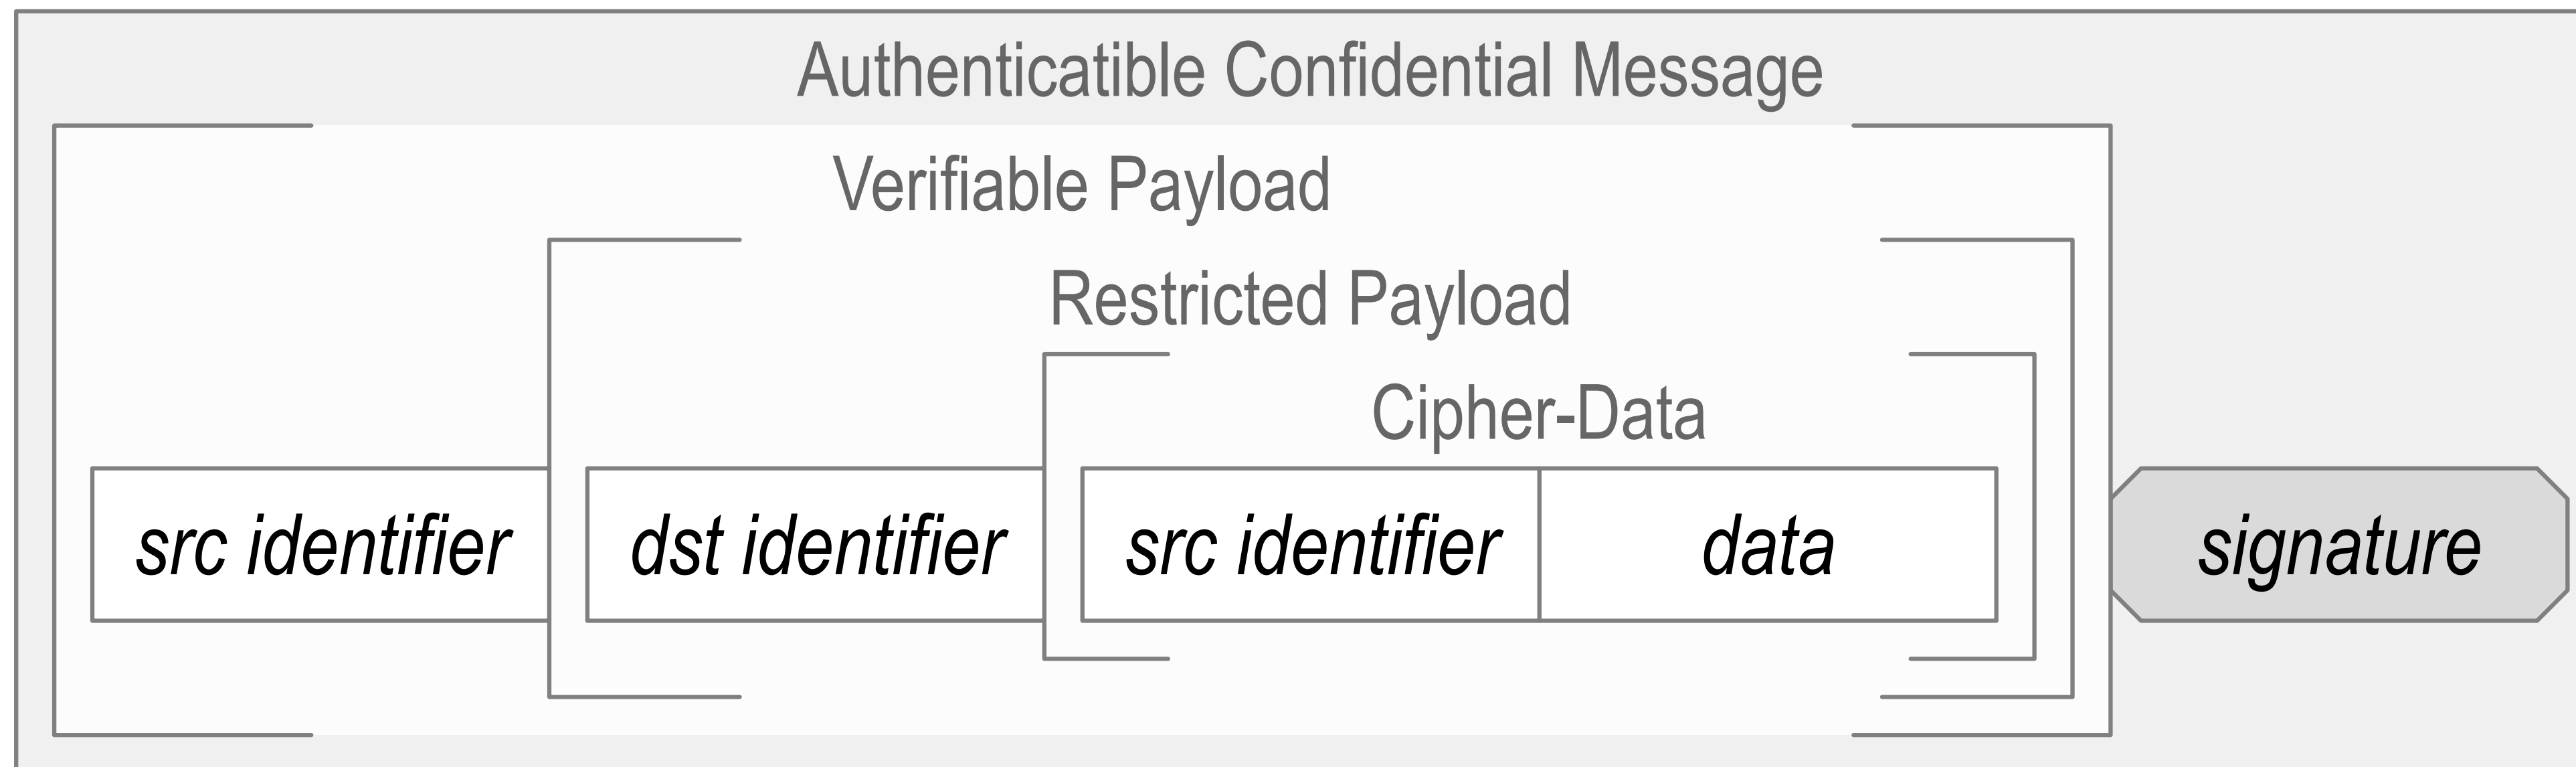 Authenticatible Confidential Message
Verifiable Payload
Restricted Payload
Cipher-Data
src identifier dst identifier src identifier data signature